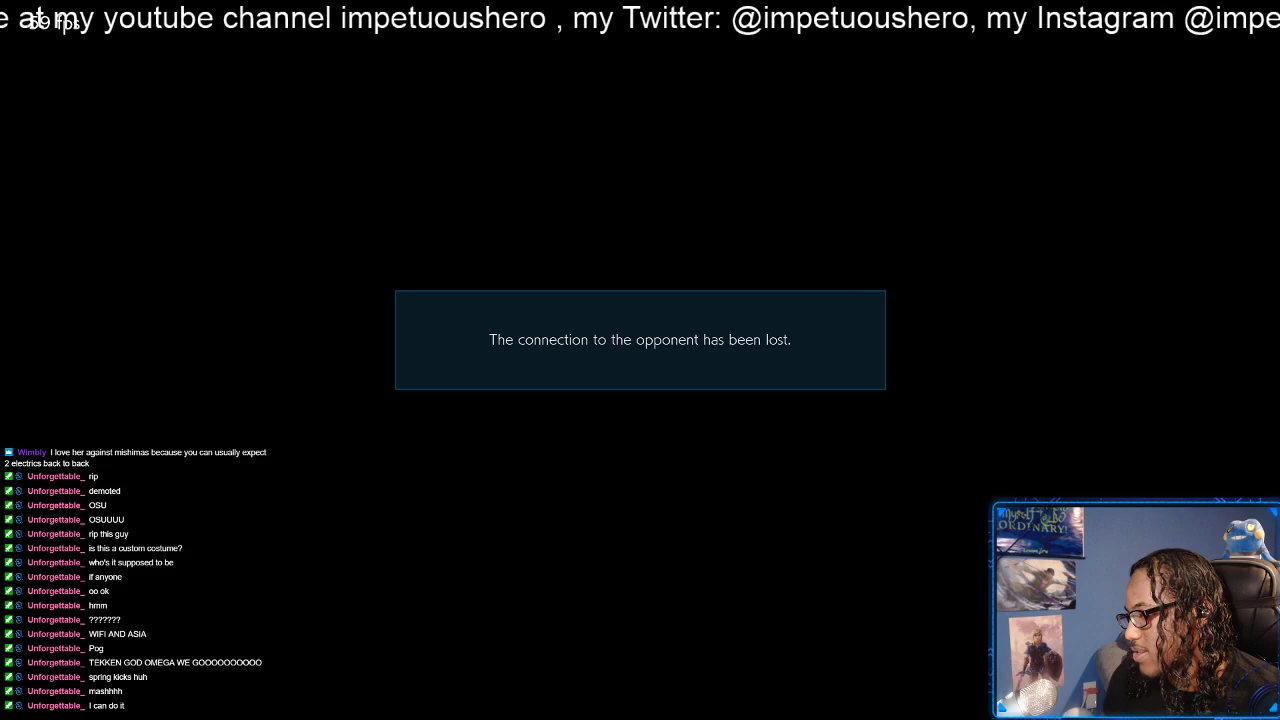 e at my youtube channel impetuoushero , my Twitter: @impetuoushero, my Instagram @impe
59 fps
The connection to the opponent has been lost.
Wimbly I love her against mishimas because you can usually expect
2 electrics back to back
Unforgettable_ rip
Unforgettable_ demoted
Unforgettable_ OSU
Unforgettable_ OSUUUU
Unforgettable_ rip this guy
Unforgettable_ is this a custom costume?
Unforgettable_ who's it supposed to be
Unforgettable_ if anyone
Unforgettable_ oo ok
Unforgettable_ hmm
Unforgettable_ ???????
Unforgettable_ WIFI AND ASIA
Unforgettable_ Pog
Unforgettable_ TEKKEN GOD OMEGA WE GOOOOOOOOOO
Unforgettable_ spring kicks huh
Unforgettable_ mashhhh
Unforgettable_ I can do it
Myself
ORDINARY!